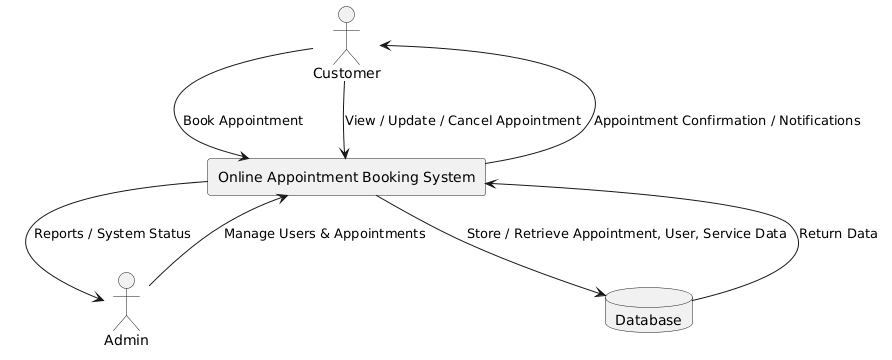 Customer
Book Appointment
View / Update / Cancel Appointment
Appointment Confirmation / Notifications
Online Appointment Booking System
Reports / System Status
Manage Users & Appointments
Store / Retrieve Appointment, User, Service Data
Return Data
Admin
Database